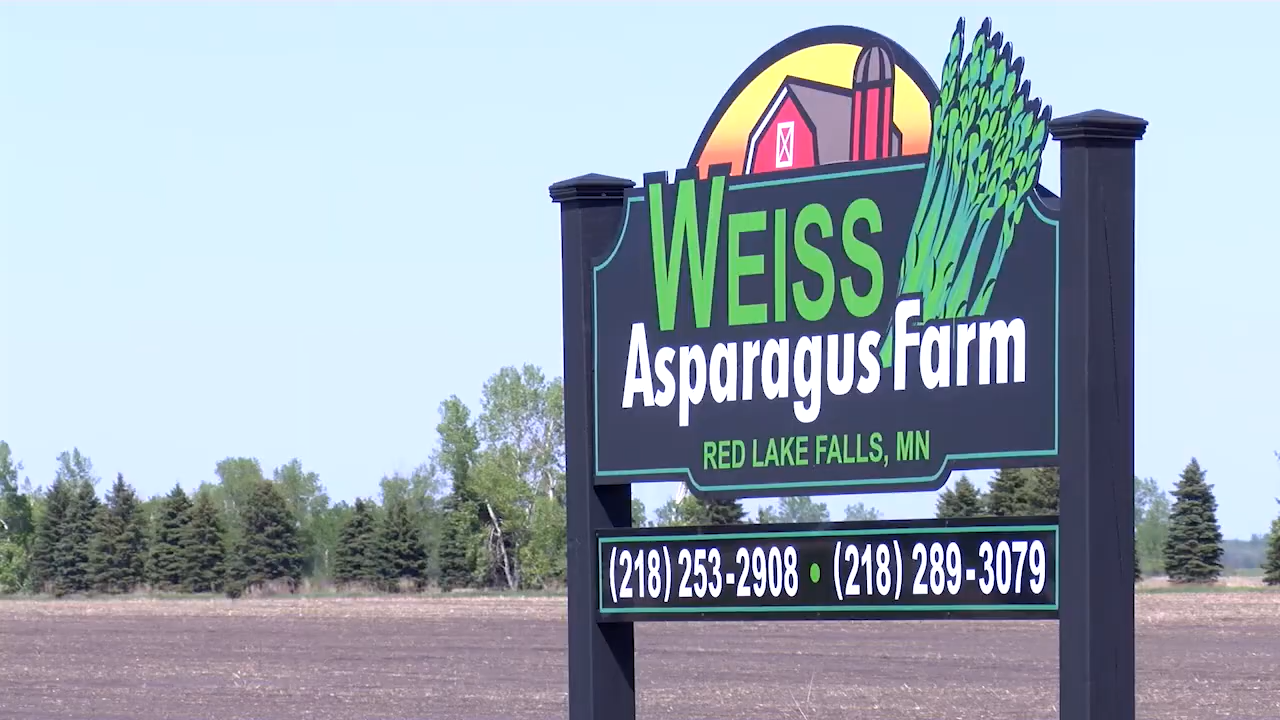 WEISS
Asparagus Farm
RED LAKE FALLS, MN
(218) 253-2908 • (218) 289-3079